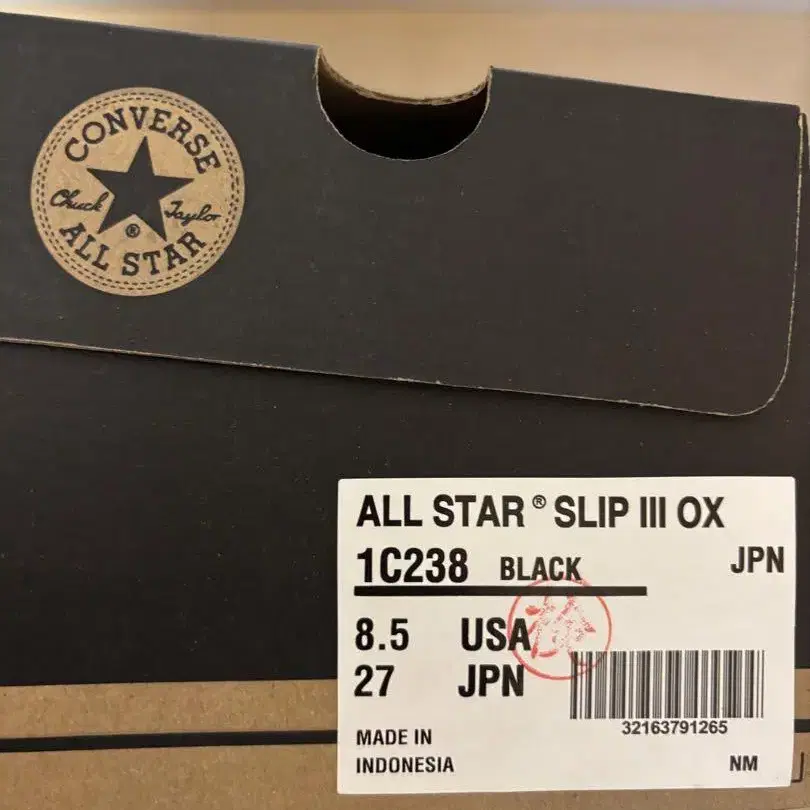 CONVERSE
Chuck Taylor
®
ALL STAR
ALL STAR® SLIP III OX
1C238 BLACK JPN
8.5 USA
27 JPN
32163791265
MADE IN
INDONESIA
NM